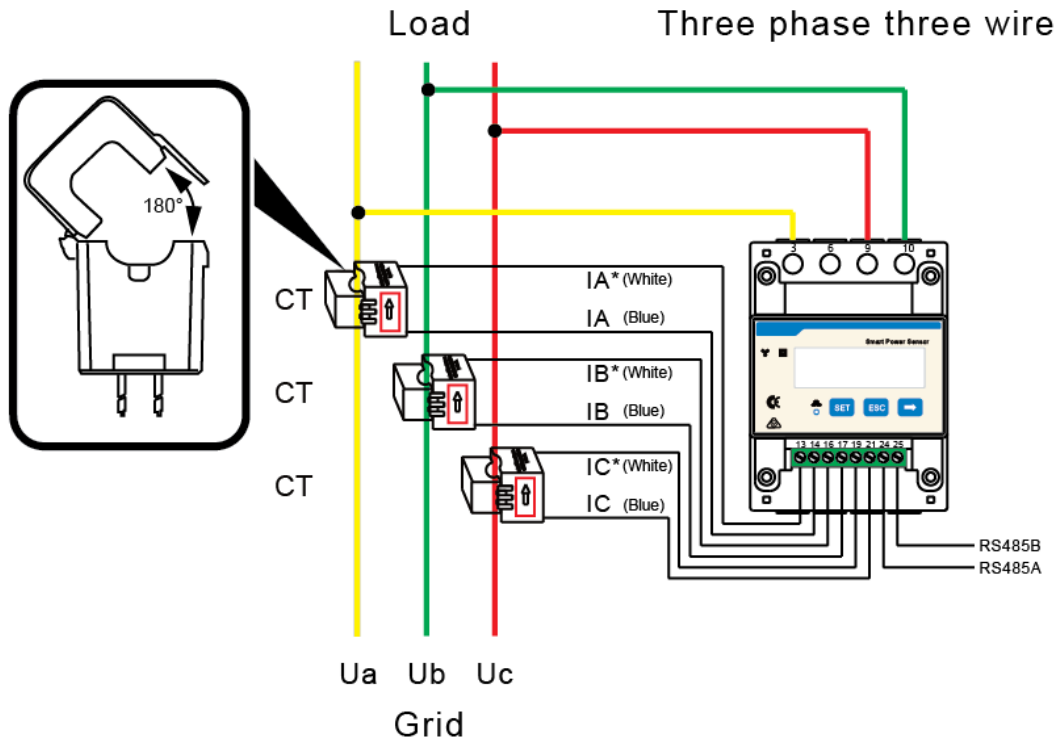 Load
Three phase three wire
180°
3 6 9 10
CT
IA* (White)
IA (Blue)
Smart Power Sensor
SET ESC
CT
IB* (White)
IB (Blue)
13 14 16 17 19 21 24 25
CT
IC* (White)
IC (Blue)
RS485B
RS485A
Ua Ub Uc
Grid